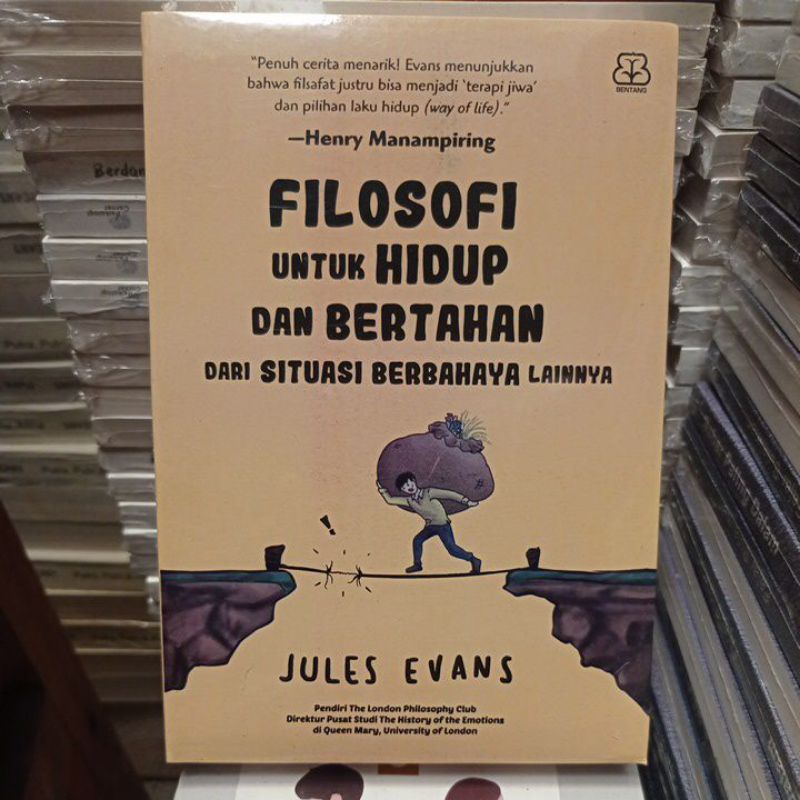 "Penuh cerita menarik! Evans menunjukkan
bahwa filsafat justru bisa menjadi 'terapi jiwa'
dan pilihan laku hidup (way of life)."
—Henry Manampiring
BENTANG
FILOSOFI
UNTUK HIDUP
DAN BERTAHAN
DARI SITUASI BERBAHAYA LAINNYA
!
JULES EVANS
Pendiri The London Philosophy Club
Direktur Pusat Studi The History of the Emotions
di Queen Mary, University of London